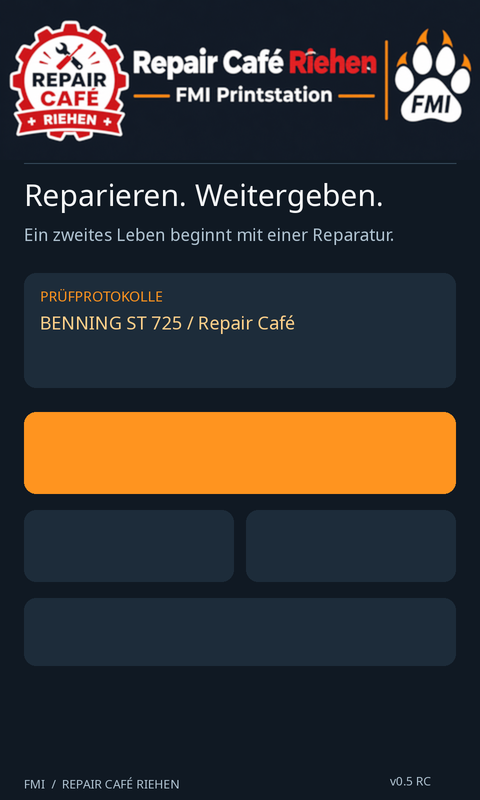 REPAIR
CAFÉ
RIEHEN
Repair Café Riehen
FMI Printstation
FMI
Reparieren. Weitergeben.
Ein zweites Leben beginnt mit einer Reparatur.
PRÜFPROTOKOLLE
BENNING ST 725 / Repair Café
FMI / REPAIR CAFÉ RIEHEN
v0.5 RC